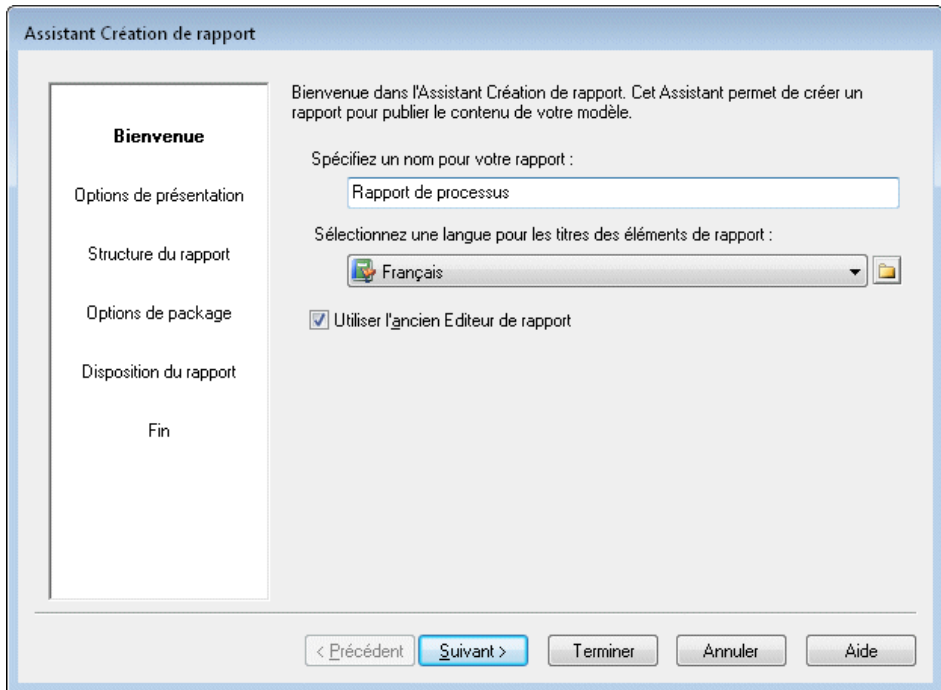 Assistant Création de rapport
Bienvenue
Options de présentation
Structure du rapport
Options de package
Disposition du rapport
Fin
Bienvenue dans l'Assistant Création de rapport. Cet Assistant permet de créer un
rapport pour publier le contenu de votre modèle.
Spécifiez un nom pour votre rapport :
Rapport de processus
Sélectionnez une langue pour les titres des éléments de rapport :
Français
Utiliser l'ancien Editeur de rapport
< Précédent
Suivant >
Terminer
Annuler
Aide